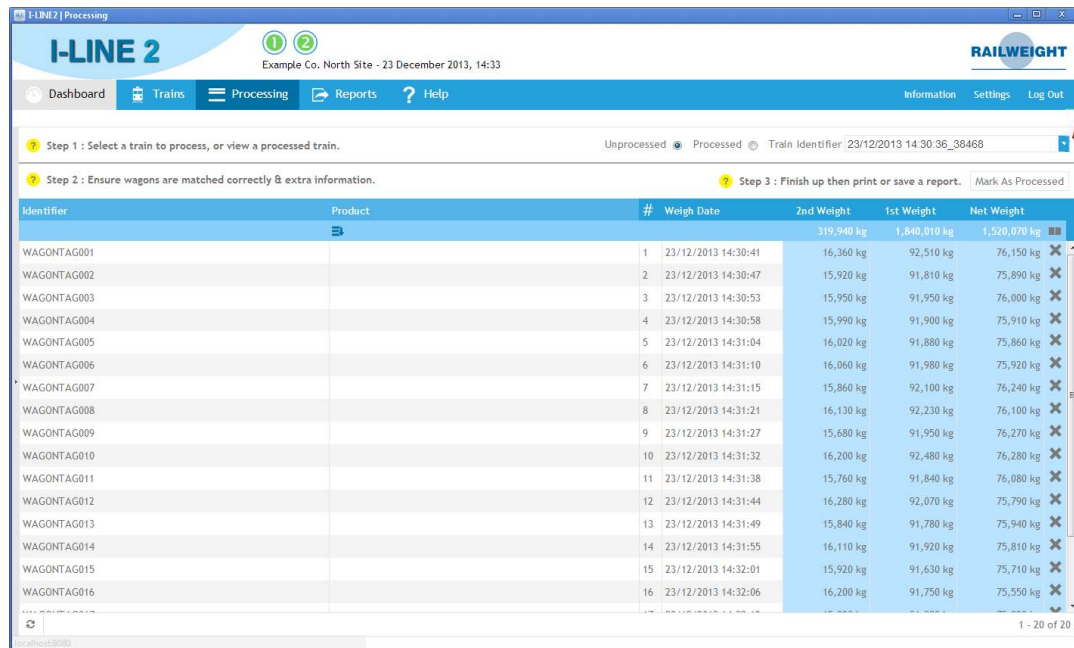 I-LINE2 | Processing
I-LINE 2
1 2
Example Co. North Site - 23 December 2013, 14:33
RAILWEIGHT
Dashboard Trains Processing Reports ? Help Information Settings Log Out
? Step 1 : Select a train to process, or view a processed train. Unprocessed Processed Train Identifier 23/12/2013 14:30:36_38468
? Step 2 : Ensure wagons are matched correctly & extra information. ? Step 3 : Finish up then print or save a report. Mark As Processed
Identifier Product # Weigh Date 2nd Weight 1st Weight Net Weight
319,940 kg 1,840,010 kg 1,520,070 kg
WAGONTAG001 1 23/12/2013 14:30:41 16,360 kg 92,510 kg 76,150 kg
WAGONTAG002 2 23/12/2013 14:30:47 15,920 kg 91,810 kg 75,890 kg
WAGONTAG003 3 23/12/2013 14:30:53 15,950 kg 91,950 kg 76,000 kg
WAGONTAG004 4 23/12/2013 14:30:58 15,990 kg 91,900 kg 75,910 kg
WAGONTAG005 5 23/12/2013 14:31:04 16,020 kg 91,880 kg 75,860 kg
WAGONTAG006 6 23/12/2013 14:31:10 16,060 kg 91,980 kg 75,920 kg
WAGONTAG007 7 23/12/2013 14:31:15 15,860 kg 92,100 kg 76,240 kg
WAGONTAG008 8 23/12/2013 14:31:21 16,130 kg 92,230 kg 76,100 kg
WAGONTAG009 9 23/12/2013 14:31:27 15,680 kg 91,950 kg 76,270 kg
WAGONTAG010 10 23/12/2013 14:31:32 16,200 kg 92,480 kg 76,280 kg
WAGONTAG011 11 23/12/2013 14:31:38 15,760 kg 91,840 kg 76,080 kg
WAGONTAG012 12 23/12/2013 14:31:44 16,280 kg 92,070 kg 75,790 kg
WAGONTAG013 13 23/12/2013 14:31:49 15,840 kg 91,780 kg 75,940 kg
WAGONTAG014 14 23/12/2013 14:31:55 16,110 kg 91,920 kg 75,810 kg
WAGONTAG015 15 23/12/2013 14:32:01 15,920 kg 91,630 kg 75,710 kg
WAGONTAG016 16 23/12/2013 14:32:06 16,200 kg 91,750 kg 75,550 kg
1 - 20 of 20
localhost:8080